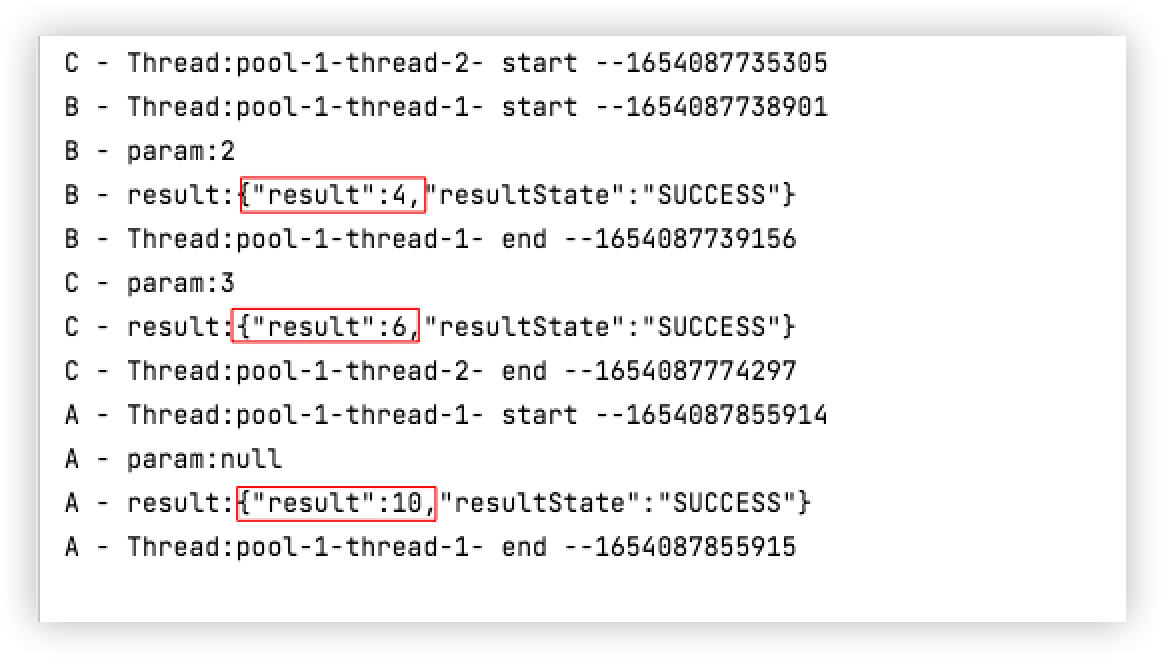 C - Thread:pool-1-thread-2- start --1654087735305
B - Thread:pool-1-thread-1- start --1654087738901
B - param:2
B - result:{"result":4,"resultState":"SUCCESS"}
B - Thread:pool-1-thread-1- end --1654087739156
C - param:3
C - result:{"result":6,"resultState":"SUCCESS"}
C - Thread:pool-1-thread-2- end --1654087774297
A - Thread:pool-1-thread-1- start --1654087855914
A - param:null
A - result:{"result":10,"resultState":"SUCCESS"}
A - Thread:pool-1-thread-1- end --1654087855915